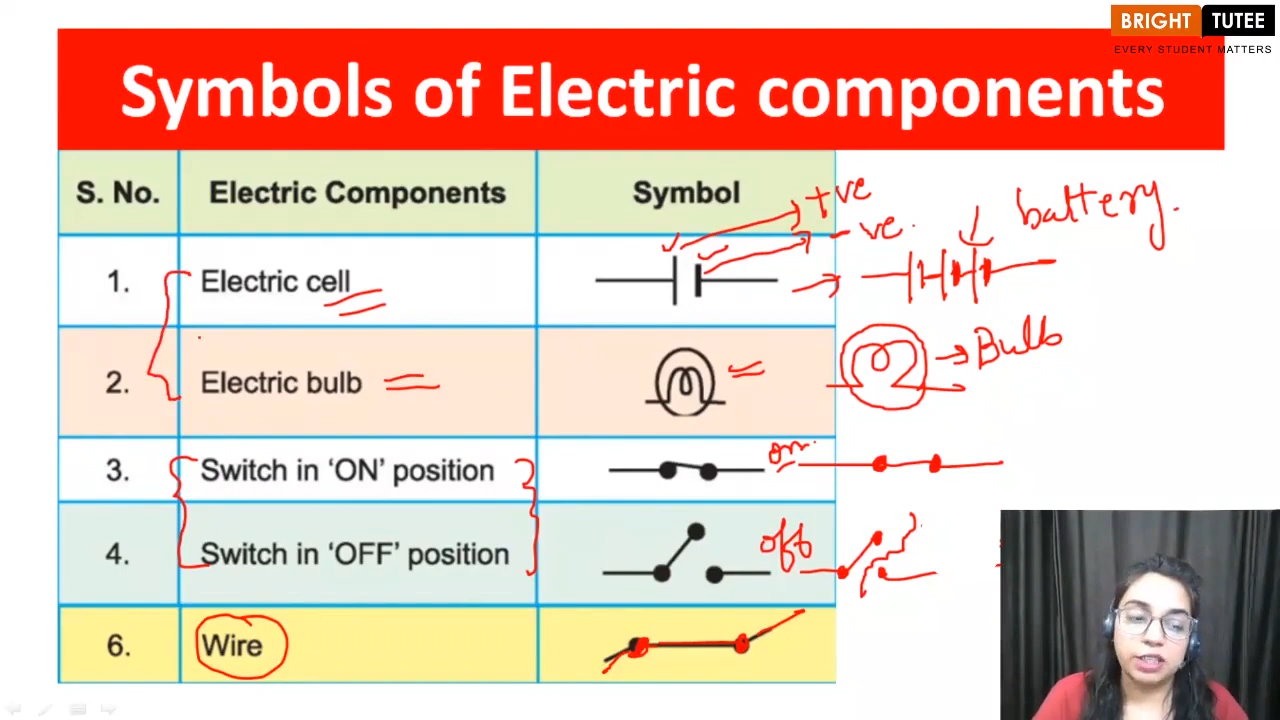 BRIGHT TUTEE
EVERY STUDENT MATTERS
Symbols of Electric components
S. No. Electric Components Symbol
+ve
-ve.
battery.
1. Electric cell
2. Electric bulb
Bulb
3. Switch in ‘ON’ position
on.
4. Switch in ‘OFF’ position
off
6. Wire